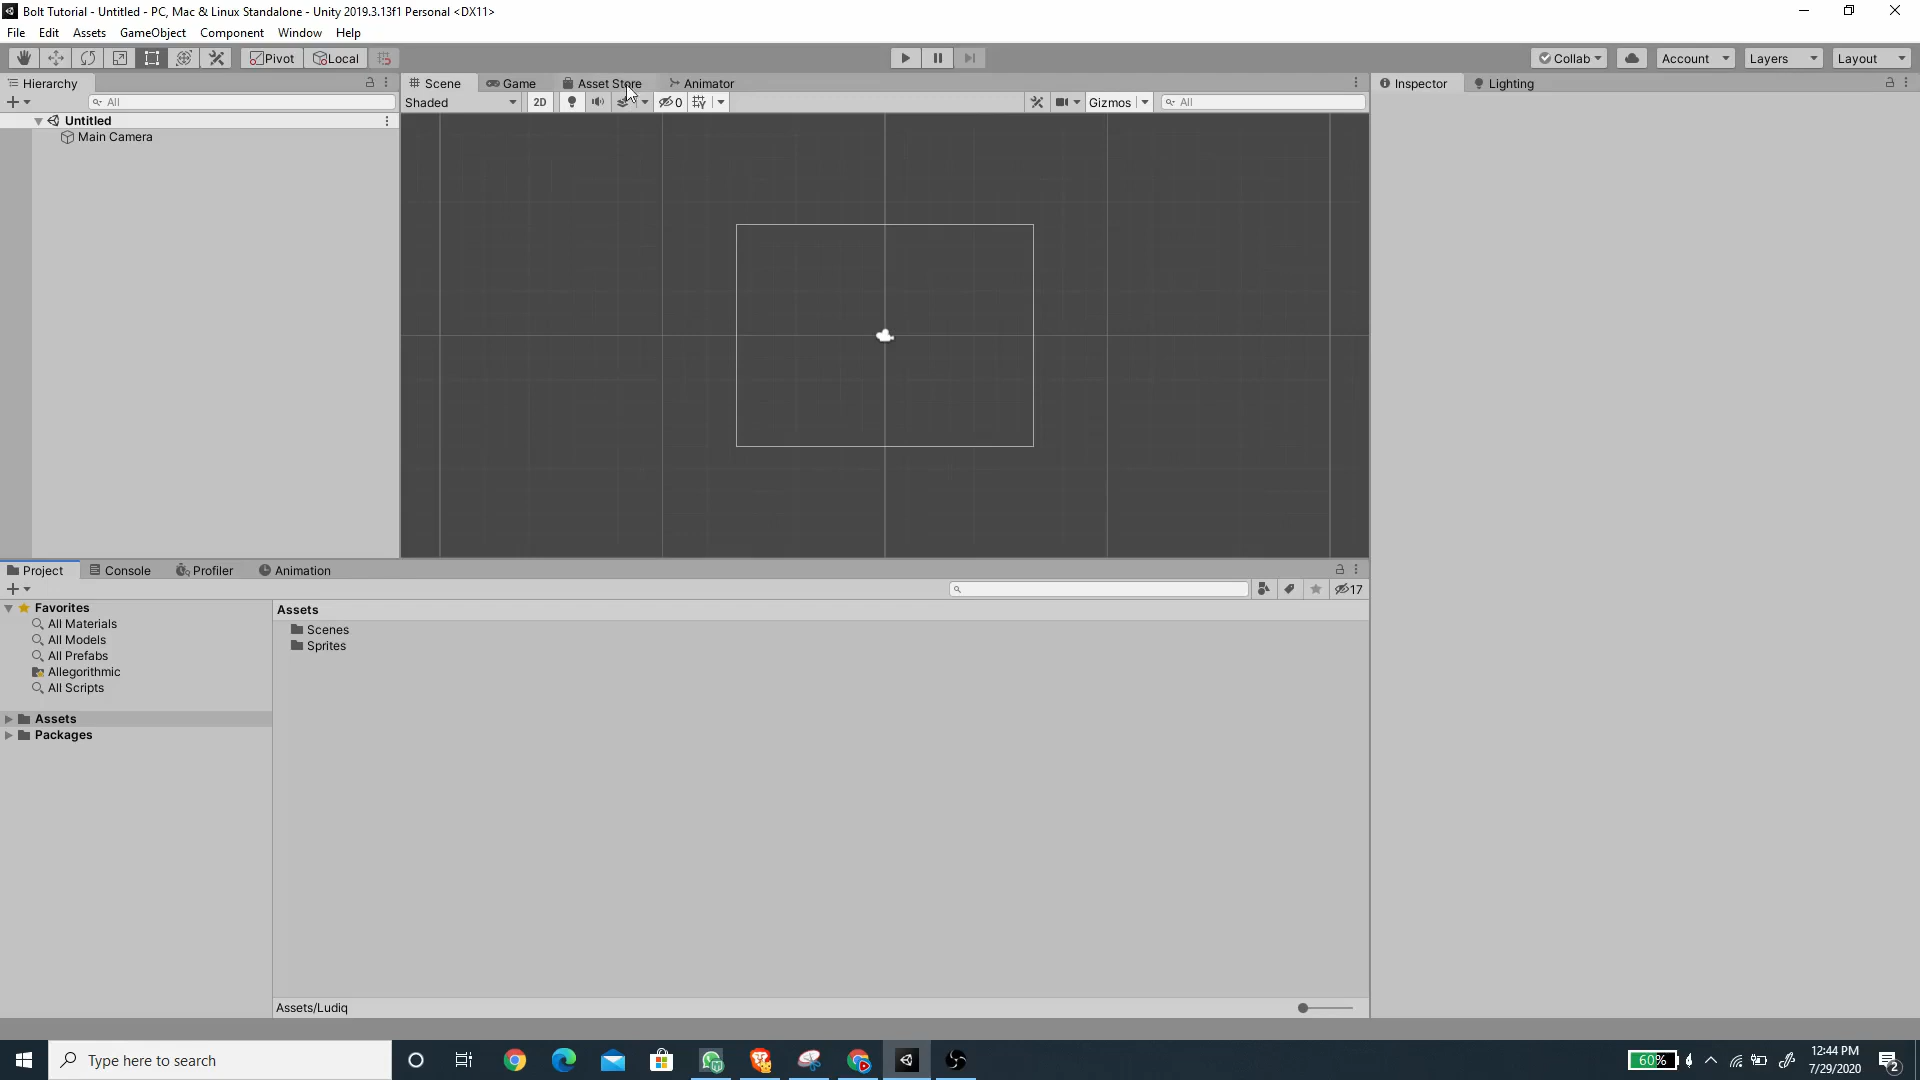 Bolt Tutorial - Untitled - PC, Mac & Linux Standalone - Unity 2019.3.13f1 Personal <DX11>
File Edit Assets GameObject Component Window Help
Pivot Local Collab Account Layers Layout
Hierarchy Scene Game Asset Store Animator Inspector Lighting
All Shaded 2D 0 Gizmos All
Untitled
Main Camera
Project Console Profiler Animation
17
Favorites
All Materials
All Models
All Prefabs
Allegorithmic
All Scripts
Assets
Packages
Assets
Scenes
Sprites
Assets/Ludiq
Type here to search
60%
12:44 PM
7/29/2020
2